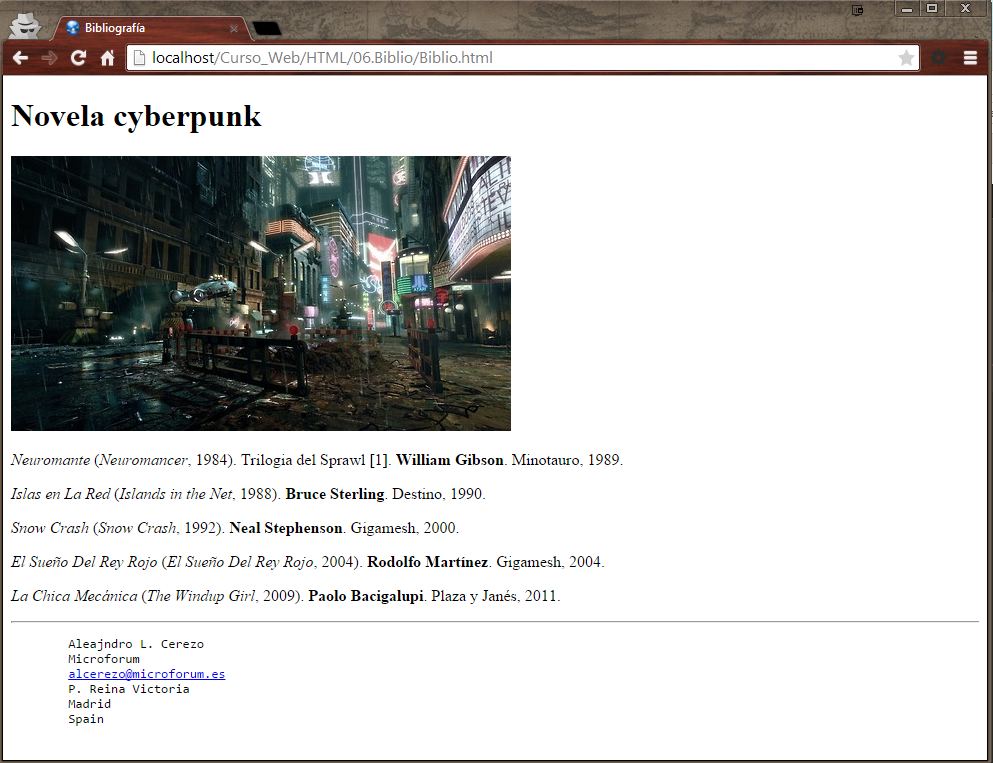 Bibliografía
localhost/Curso_Web/HTML/06.Biblio/Biblio.html
Novela cyberpunk
Neuromante (Neuromancer, 1984). Trilogia del Sprawl [1]. William Gibson. Minotauro, 1989.
Islas en La Red (Islands in the Net, 1988). Bruce Sterling. Destino, 1990.
Snow Crash (Snow Crash, 1992). Neal Stephenson. Gigamesh, 2000.
El Sueño Del Rey Rojo (El Sueño Del Rey Rojo, 2004). Rodolfo Martínez. Gigamesh, 2004.
La Chica Mecánica (The Windup Girl, 2009). Paolo Bacigalupi. Plaza y Janés, 2011.
Aleajndro L. Cerezo
Microforum
alcerezo@microforum.es
P. Reina Victoria
Madrid
Spain